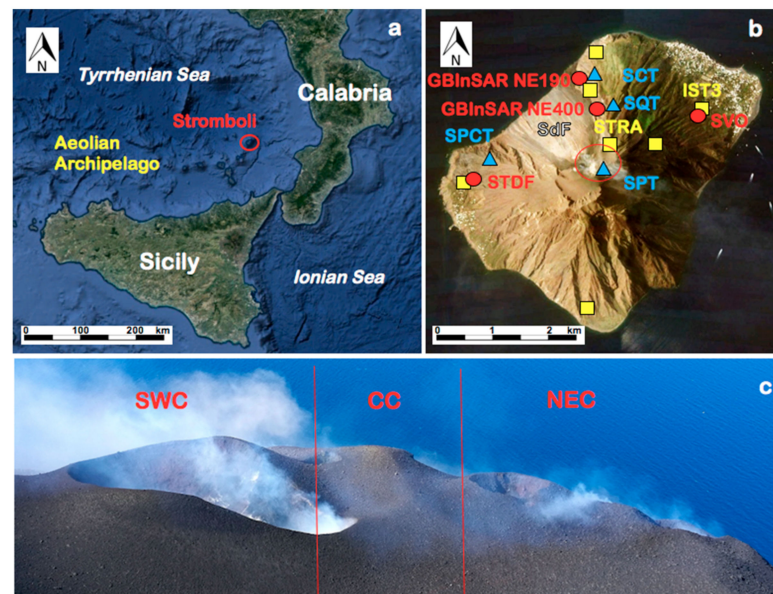 a
N
Tyrrhenian Sea
Calabria
Stromboli
Aeolian
Archipelago
Sicily
Ionian Sea
0 100 200
km
b
N
GBInSAR NE190
SCT
IST3
GBInSAR NE400
SQT
SVO
SdF
STRA
SPCT
SPT
STDF
0 1 2
km
c
SWC
CC
NEC